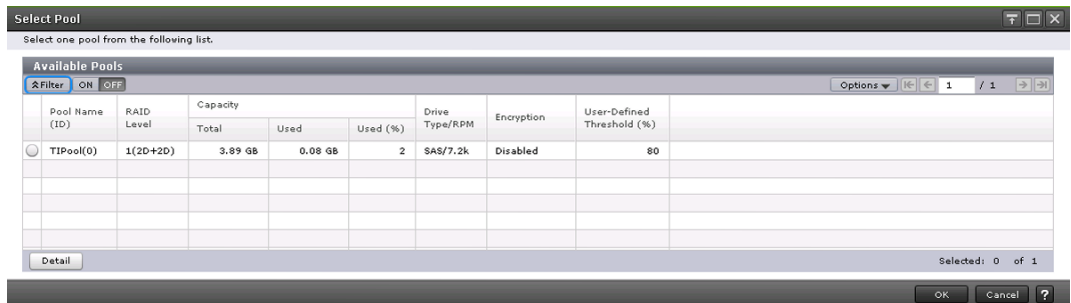 Select Pool
Select one pool from the following list.
Available Pools
Filter ON OFF Options 1 / 1
Pool Name (ID) RAID Level Capacity Drive Type/RPM Encryption User-Defined Threshold (%)
Total Used Used (%)
TIPool(0) 1(2D+2D) 3.89 GB 0.08 GB 2 SAS/7.2k Disabled 80
Detail Selected: 0 of 1
OK Cancel ?